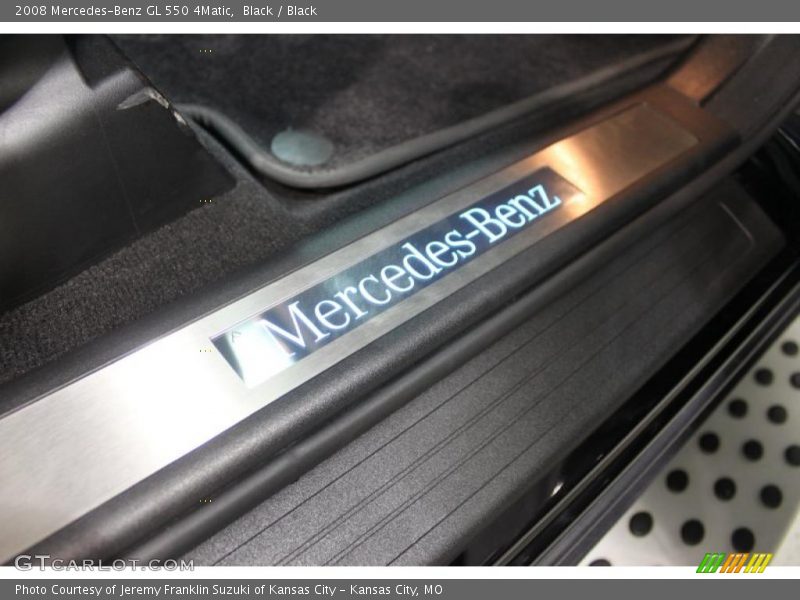 2008 Mercedes-Benz GL 550 4Matic, Black / Black
Mercedes-Benz
GTCARLOT.COM
Photo Courtesy of Jeremy Franklin Suzuki of Kansas City - Kansas City, MO